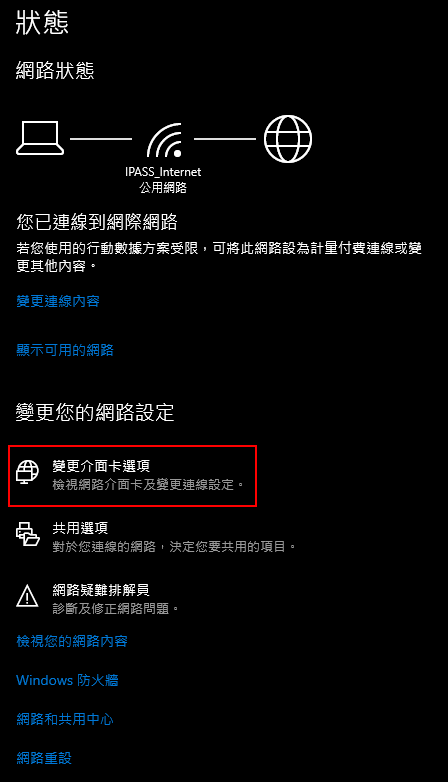 狀態
網路狀態
IPASS_Internet
公用網路
您已連線到網際網路
若您使用的行動數據方案受限，可將此網路設為計量付費連線或變
更其他內容。
變更連線內容
顯示可用的網路
變更您的網路設定
變更介面卡選項
檢視網路介面卡及變更連線設定。
共用選項
對於您連線的網路，決定您要共用的項目。
網路疑難排解員
診斷及修正網路問題。
檢視您的網路內容
Windows 防火牆
網路和共用中心
網路重設